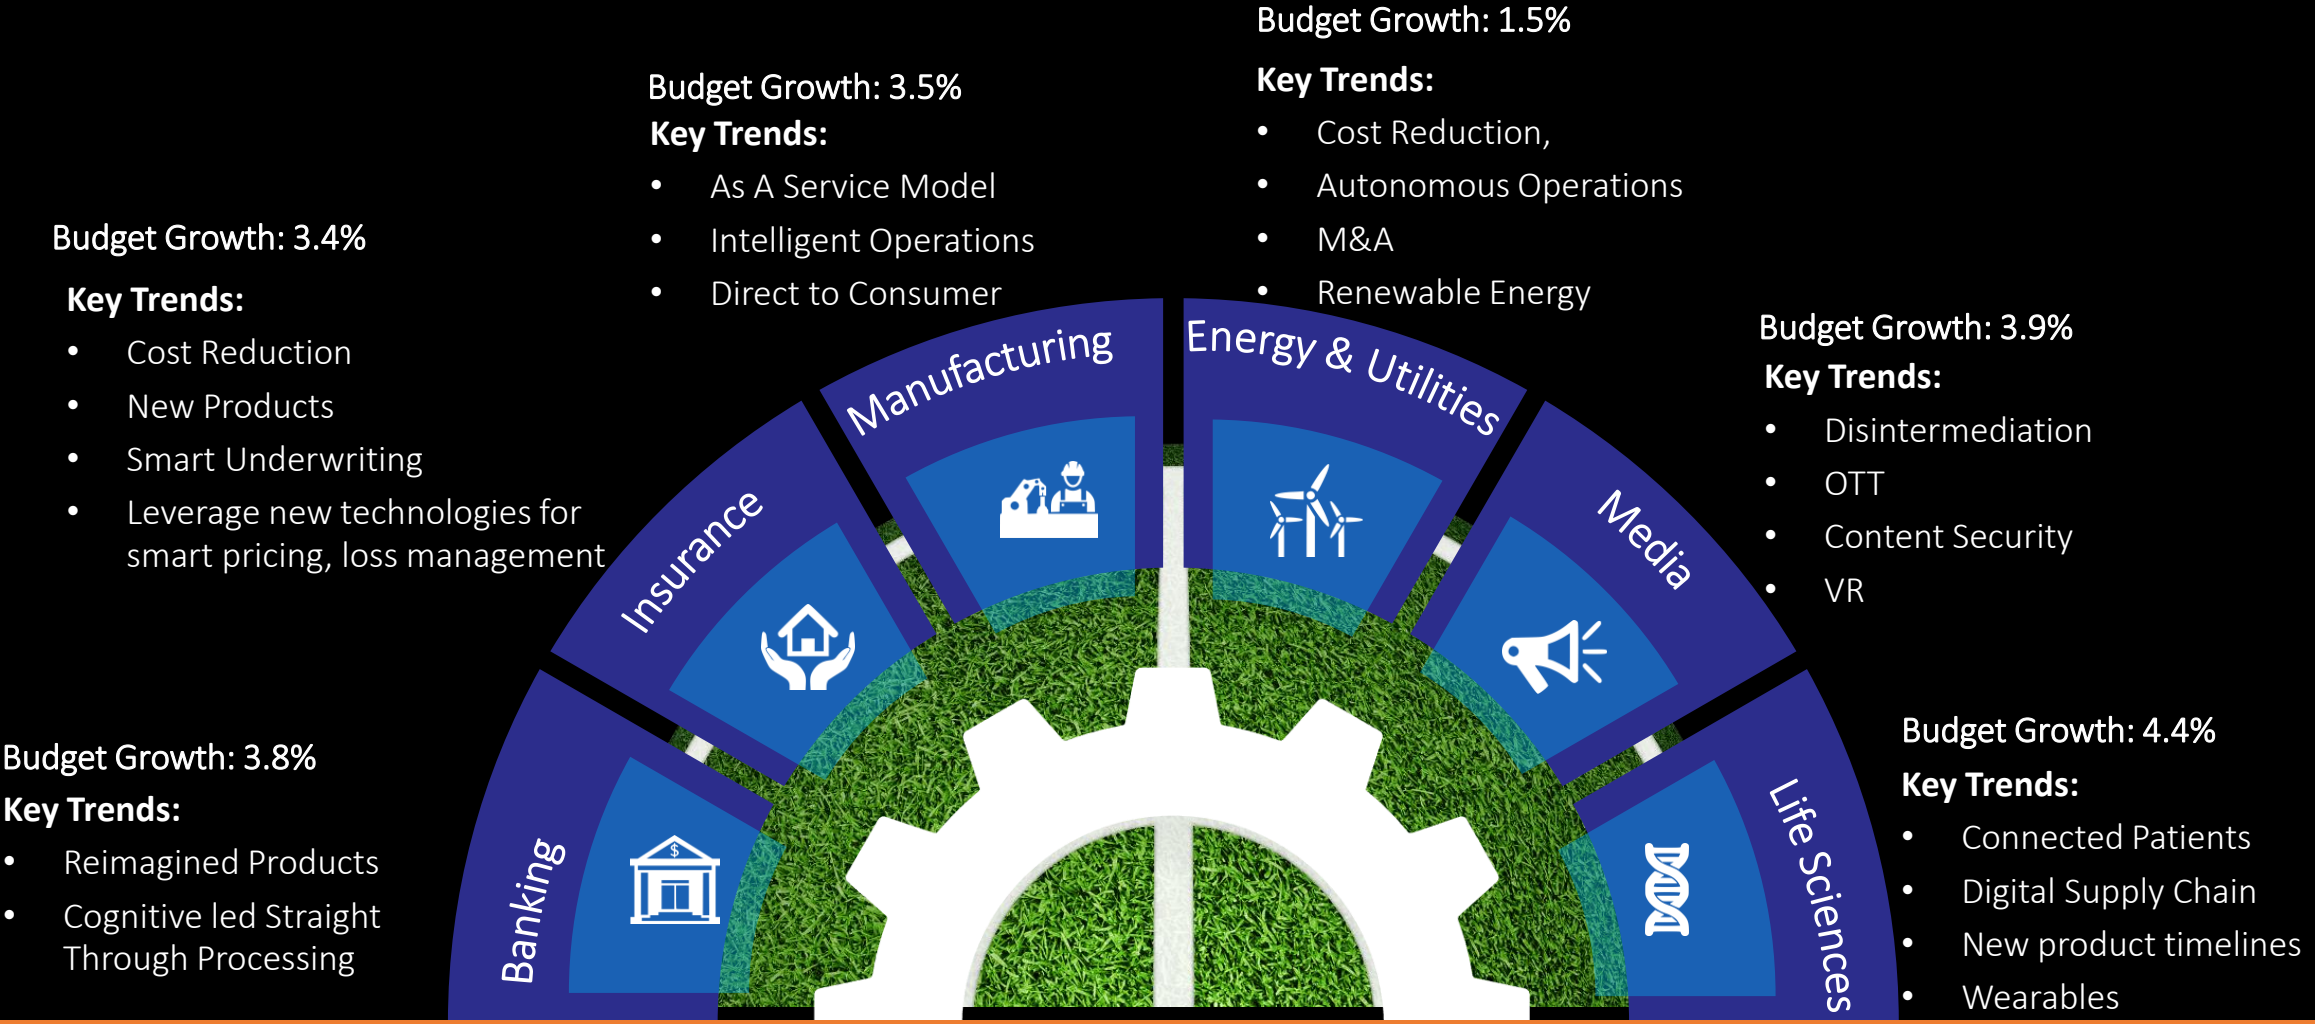 Budget Growth: 3.8%
Key Trends:
• Reimagined Products
• Cognitive led Straight
Through Processing
Banking
Budget Growth: 3.4%
Key Trends:
• Cost Reduction
• New Products
• Smart Underwriting
• Leverage new technologies for
smart pricing, loss management
Insurance
Budget Growth: 3.5%
Key Trends:
• As A Service Model
• Intelligent Operations
• Direct to Consumer
Manufacturing
Budget Growth: 1.5%
Key Trends:
• Cost Reduction,
• Autonomous Operations
• M&A
• Renewable Energy
Energy & Utilities
Budget Growth: 3.9%
Key Trends:
• Disintermediation
• OTT
• Content Security
• VR
Media
Budget Growth: 4.4%
Key Trends:
• Connected Patients
• Digital Supply Chain
• New product timelines
• Wearables
Life Sciences
$